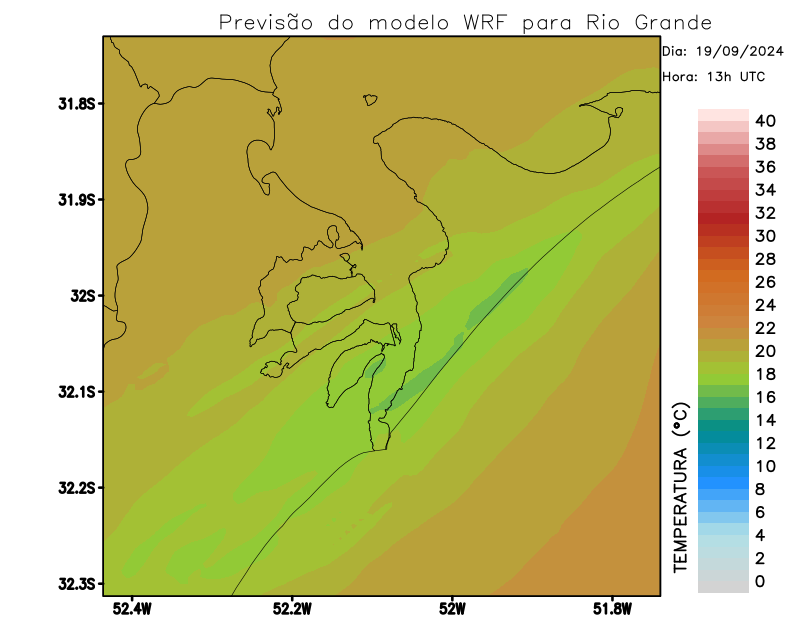 Previsão do modelo WRF para Rio Grande
Dia: 19/09/2024
Hora: 13h UTC
31.8S
31.9S
32S
32.1S
32.2S
32.3S
52.4W
52.2W
52W
51.8W
TEMPERATURA (°C)
40
38
36
34
32
30
28
26
24
22
20
18
16
14
12
10
8
6
4
2
0